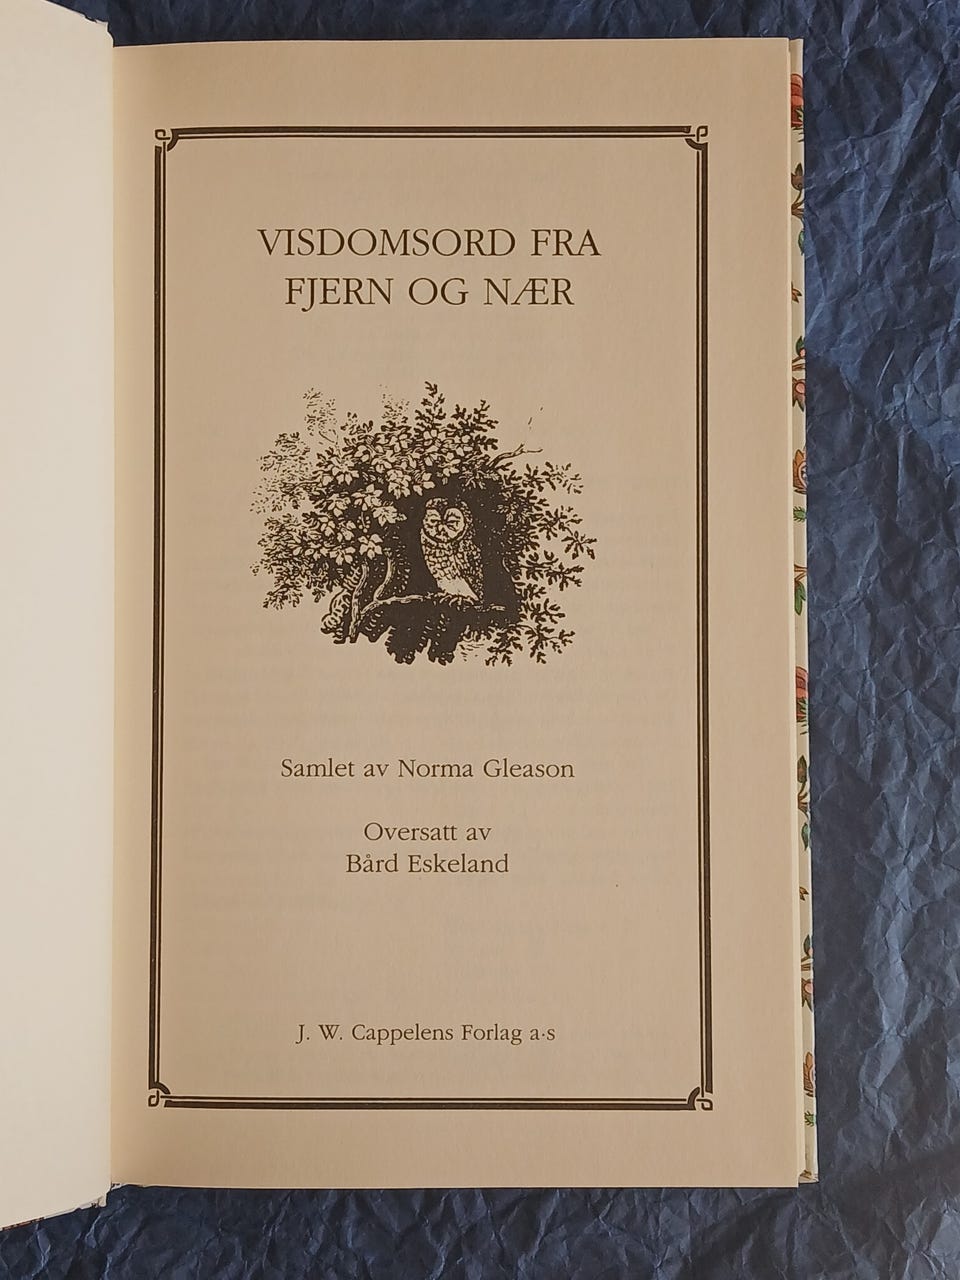 VISDOMSORD FRA
FJERN OG NÆR
Samlet av Norma Gleason
Oversatt av
Bård Eskeland
J. W. Cappelens Forlag a·s